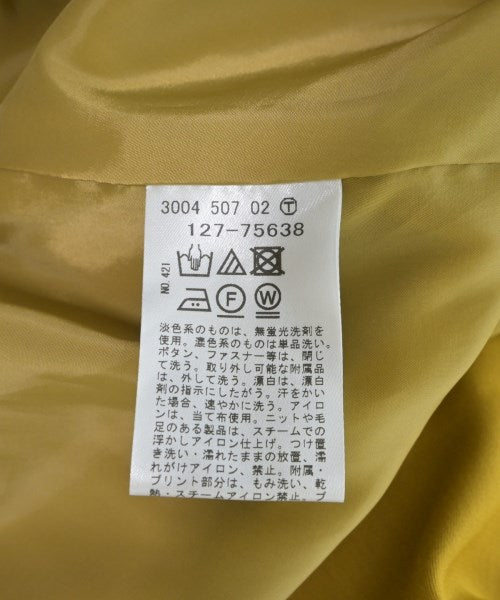 3004 507 02 Ⓣ
127-75638
NO. 421
F W
淡色系のものは、無蛍光洗剤を
使用。濃色系のものは単品洗い。
ボタン、ファスナー等は、閉じ
て洗う。取り外し可能な附属品
は、外して洗う。漂白は、漂白
剤の指示にしたがう。汗をかい
た場合、速やかに洗う。アイロ
ンは、当て布使用。ニットや毛
足のある製品は、スチームでの
浮かしアイロン仕上げ。つけ置
き洗い・濡れたままの放置、濡
れがけアイロン、禁止。附属・
プリント部分は、もみ洗い、乾
熱・スチームアイロン禁止。プ